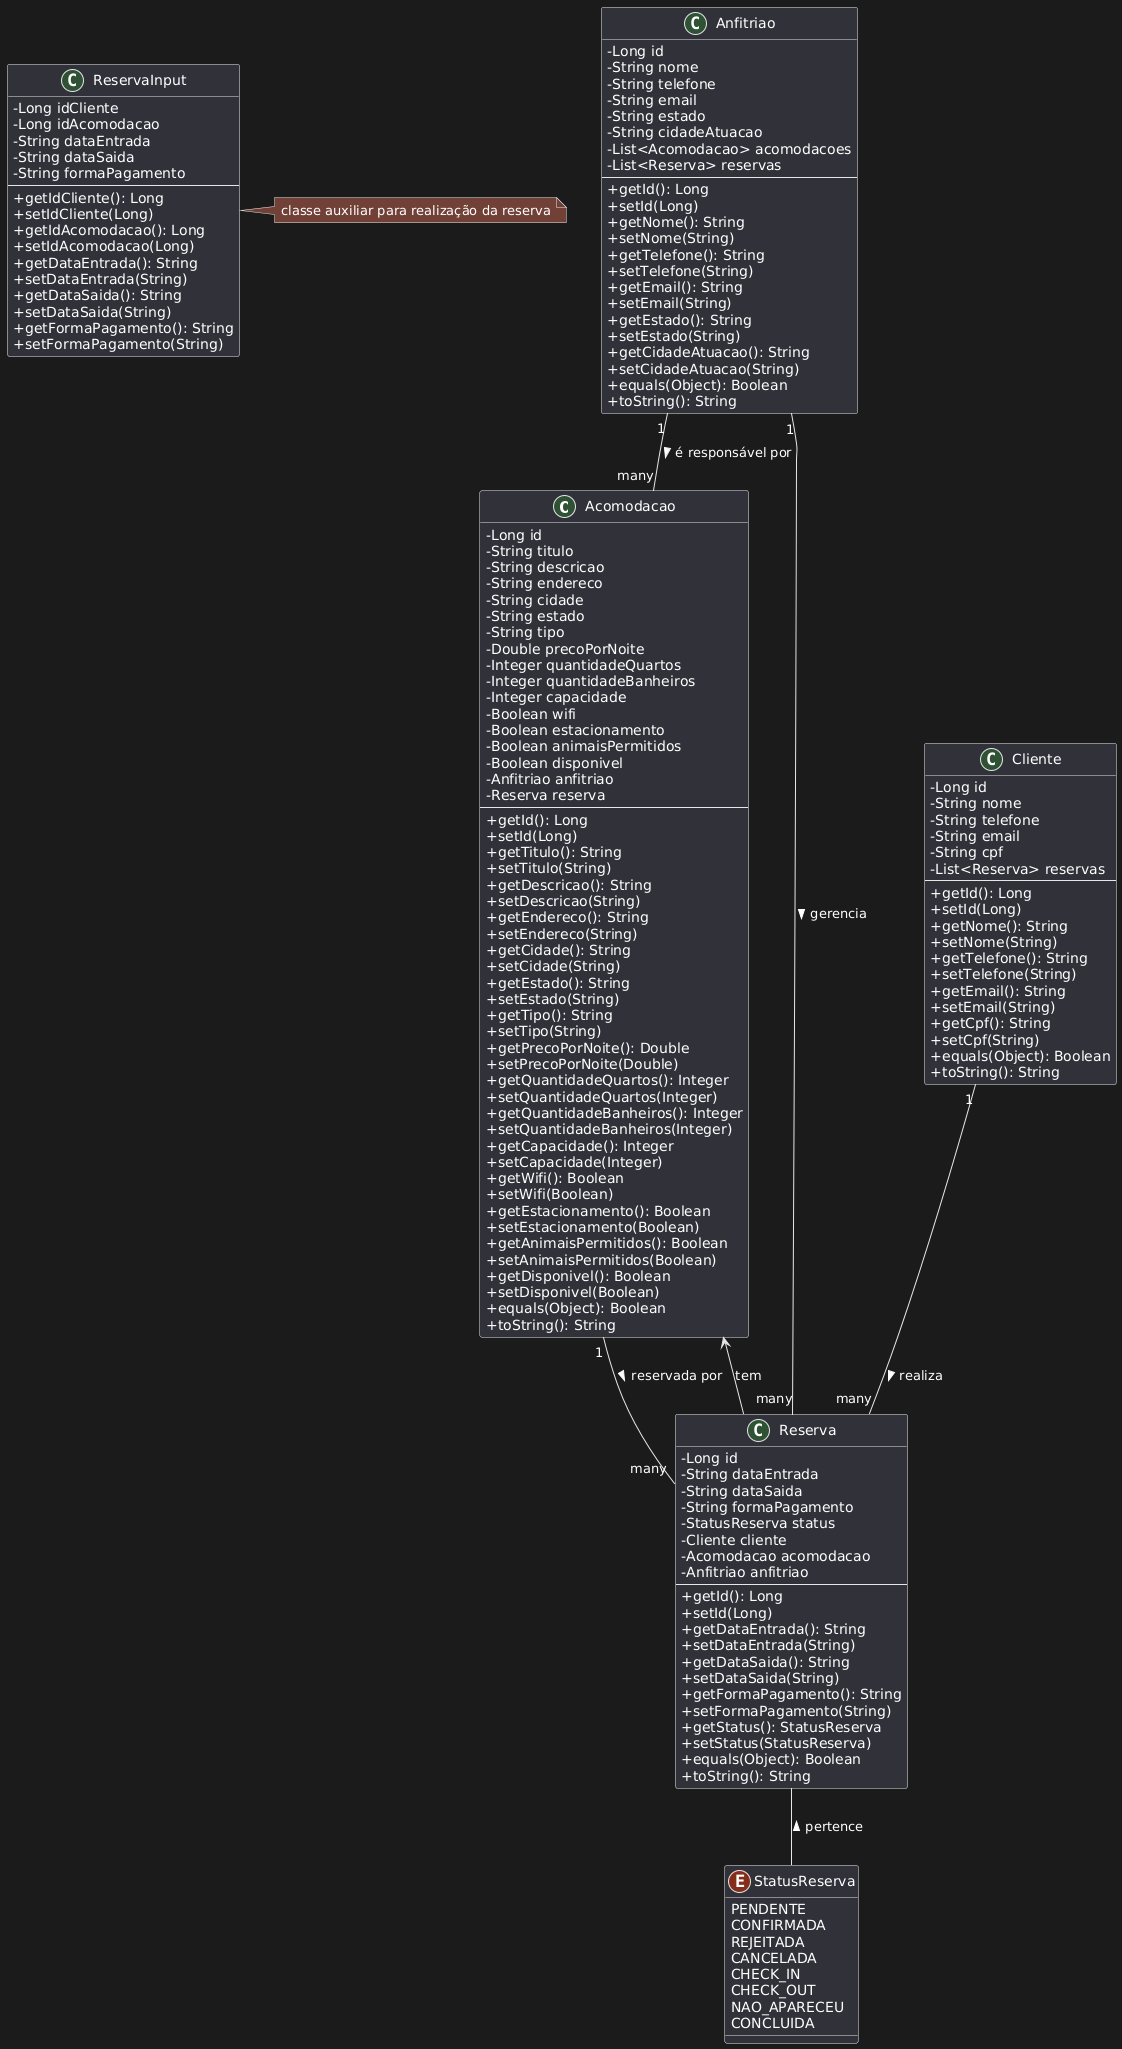 C ReservaInput
-Long idCliente
-Long idAcomodacao
-String dataEntrada
-String dataSaida
-String formaPagamento
+getIdCliente(): Long
+setIdCliente(Long)
+getIdAcomodacao(): Long
+setIdAcomodacao(Long)
+getDataEntrada(): String
+setDataEntrada(String)
+getDataSaida(): String
+setDataSaida(String)
+getFormaPagamento(): String
+setFormaPagamento(String)
classe auxiliar para realização da reserva
C Anfitriao
-Long id
-String nome
-String telefone
-String email
-String estado
-String cidadeAtuacao
-List<Acomodacao> acomodacoes
-List<Reserva> reservas
+getId(): Long
+setId(Long)
+getNome(): String
+setNome(String)
+getTelefone(): String
+setTelefone(String)
+getEmail(): String
+setEmail(String)
+getEstado(): String
+setEstado(String)
+getCidadeAtuacao(): String
+setCidadeAtuacao(String)
+equals(Object): Boolean
+toString(): String
1
1
é responsável por
many
C Acomodacao
-Long id
-String titulo
-String descricao
-String endereco
-String cidade
-String estado
-String tipo
-Double precoPorNoite
-Integer quantidadeQuartos
-Integer quantidadeBanheiros
-Integer capacidade
-Boolean wifi
-Boolean estacionamento
-Boolean animaisPermitidos
-Boolean disponivel
-Anfitriao anfitriao
-Reserva reserva
+getId(): Long
+setId(Long)
+getTitulo(): String
+setTitulo(String)
+getDescricao(): String
+setDescricao(String)
+getEndereco(): String
+setEndereco(String)
+getCidade(): String
+setCidade(String)
+getEstado(): String
+setEstado(String)
+getTipo(): String
+setTipo(String)
+getPrecoPorNoite(): Double
+setPrecoPorNoite(Double)
+getQuantidadeQuartos(): Integer
+setQuantidadeQuartos(Integer)
+getQuantidadeBanheiros(): Integer
+setQuantidadeBanheiros(Integer)
+getCapacidade(): Integer
+setCapacidade(Integer)
+getWifi(): Boolean
+setWifi(Boolean)
+getEstacionamento(): Boolean
+setEstacionamento(Boolean)
+getAnimaisPermitidos(): Boolean
+setAnimaisPermitidos(Boolean)
+getDisponivel(): Boolean
+setDisponivel(Boolean)
+equals(Object): Boolean
+toString(): String
gerencia
C Cliente
-Long id
-String nome
-String telefone
-String email
-String cpf
-List<Reserva> reservas
+getId(): Long
+setId(Long)
+getNome(): String
+setNome(String)
+getTelefone(): String
+setTelefone(String)
+getEmail(): String
+setEmail(String)
+getCpf(): String
+setCpf(String)
+equals(Object): Boolean
+toString(): String
1
1
reservada por
tem
realiza
many
many
many
C Reserva
-Long id
-String dataEntrada
-String dataSaida
-String formaPagamento
-StatusReserva status
-Cliente cliente
-Acomodacao acomodacao
-Anfitriao anfitriao
+getId(): Long
+setId(Long)
+getDataEntrada(): String
+setDataEntrada(String)
+getDataSaida(): String
+setDataSaida(String)
+getFormaPagamento(): String
+setFormaPagamento(String)
+getStatus(): StatusReserva
+setStatus(StatusReserva)
+equals(Object): Boolean
+toString(): String
pertence
E StatusReserva
PENDENTE
CONFIRMADA
REJEITADA
CANCELADA
CHECK_IN
CHECK_OUT
NAO_APARECEU
CONCLUIDA